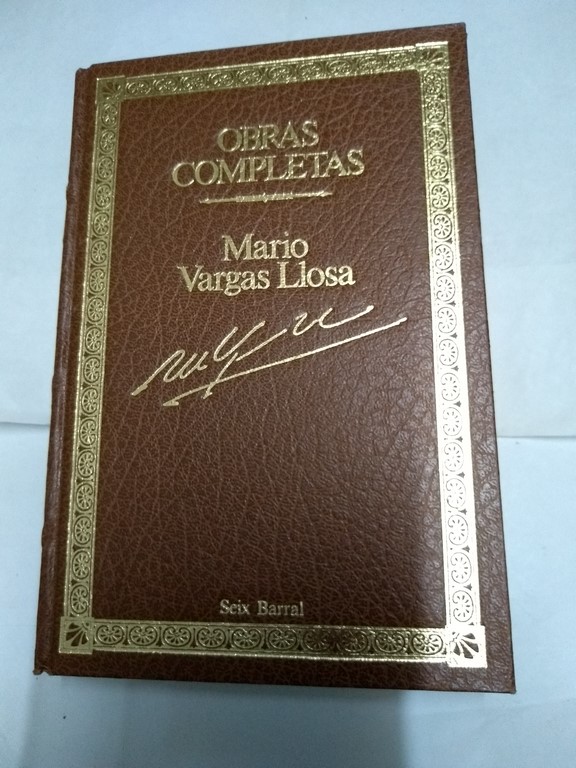 OBRAS
COMPLETAS
Mario
Vargas Llosa
Seix Barral